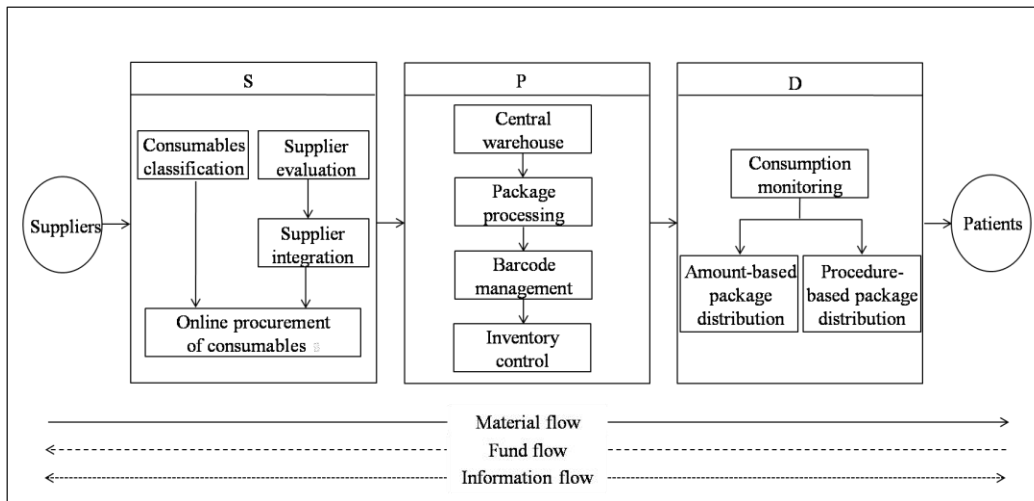 S
P
D
Suppliers
Consumables
classification
Supplier
evaluation
Supplier
integration
Online procurement
of consumables
Central
warehouse
Package
processing
Barcode
management
Inventory
control
Consumption
monitoring
Amount-based
package
distribution
Procedure-
based package
distribution
Patients
Material flow
Fund flow
Information flow